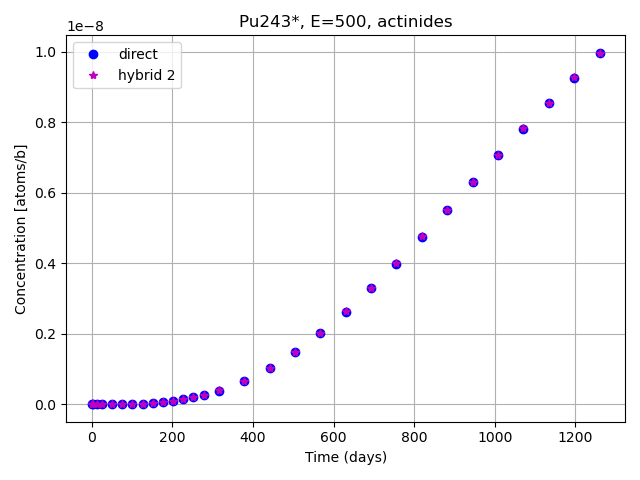 Pu243*, E=500, actinides
1e−8
direct
hybrid 2
Concentration [atoms/b]
1.0
0.8
0.6
0.4
0.2
0.0
0 200 400 600 800 1000 1200
Time (days)